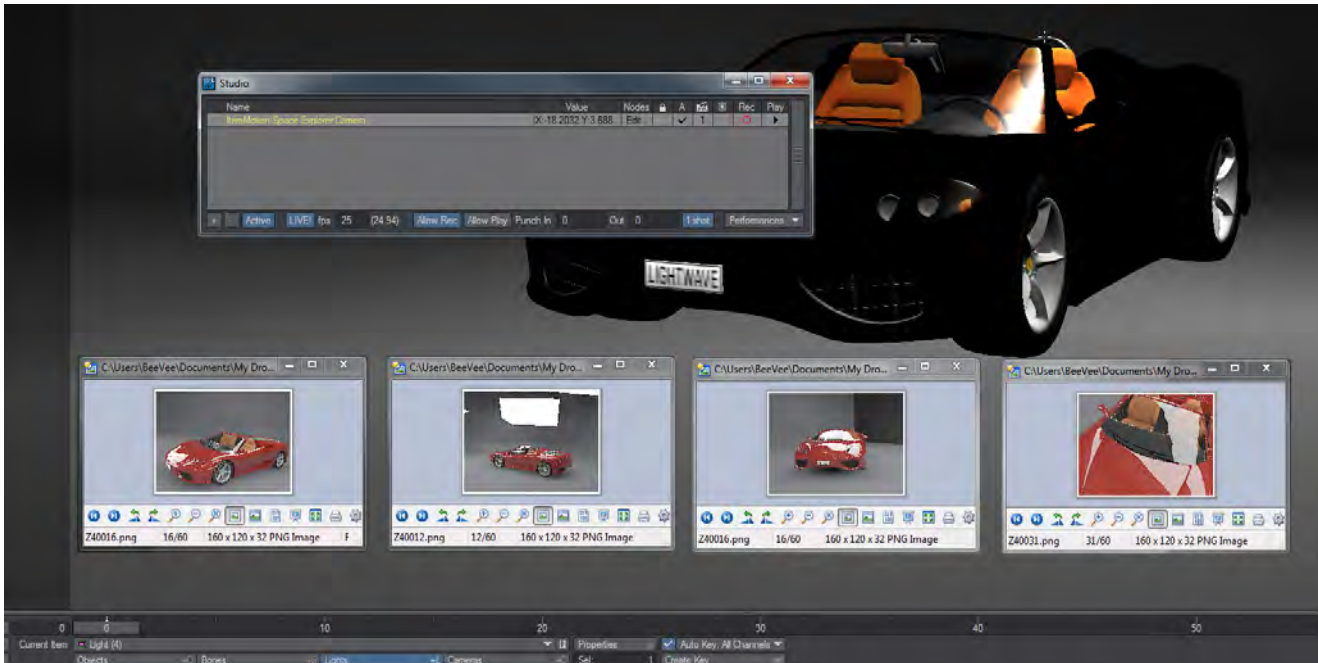 Studio
Name Value Nodes A Rec Play
ItemMotion Space Explorer Camera (X -18.2032 Y 3.688 Edit 1
Active LIVE! fps 25 (24.94) Allow Rec Allow Play Punch In 0 Out 0 1 shot Performances
LIGHTWAVE
C:\Users\BeeVee\Documents\My Dro...
Z40016.png 16/60 160 x 120 x 32 PNG Image F
C:\Users\BeeVee\Documents\My Dro...
Z40012.png 12/60 160 x 120 x 32 PNG Image
C:\Users\BeeVee\Documents\My Dro...
Z40016.png 16/60 160 x 120 x 32 PNG Image
C:\Users\BeeVee\Documents\My Dro...
Z40031.png 31/60 160 x 120 x 32 PNG Image
0 0 10 20 30 40 50
Current Item Light (4) Properties Auto Key: All Channels
Objects Bones Lights Cameras Sel: 1 Create Key